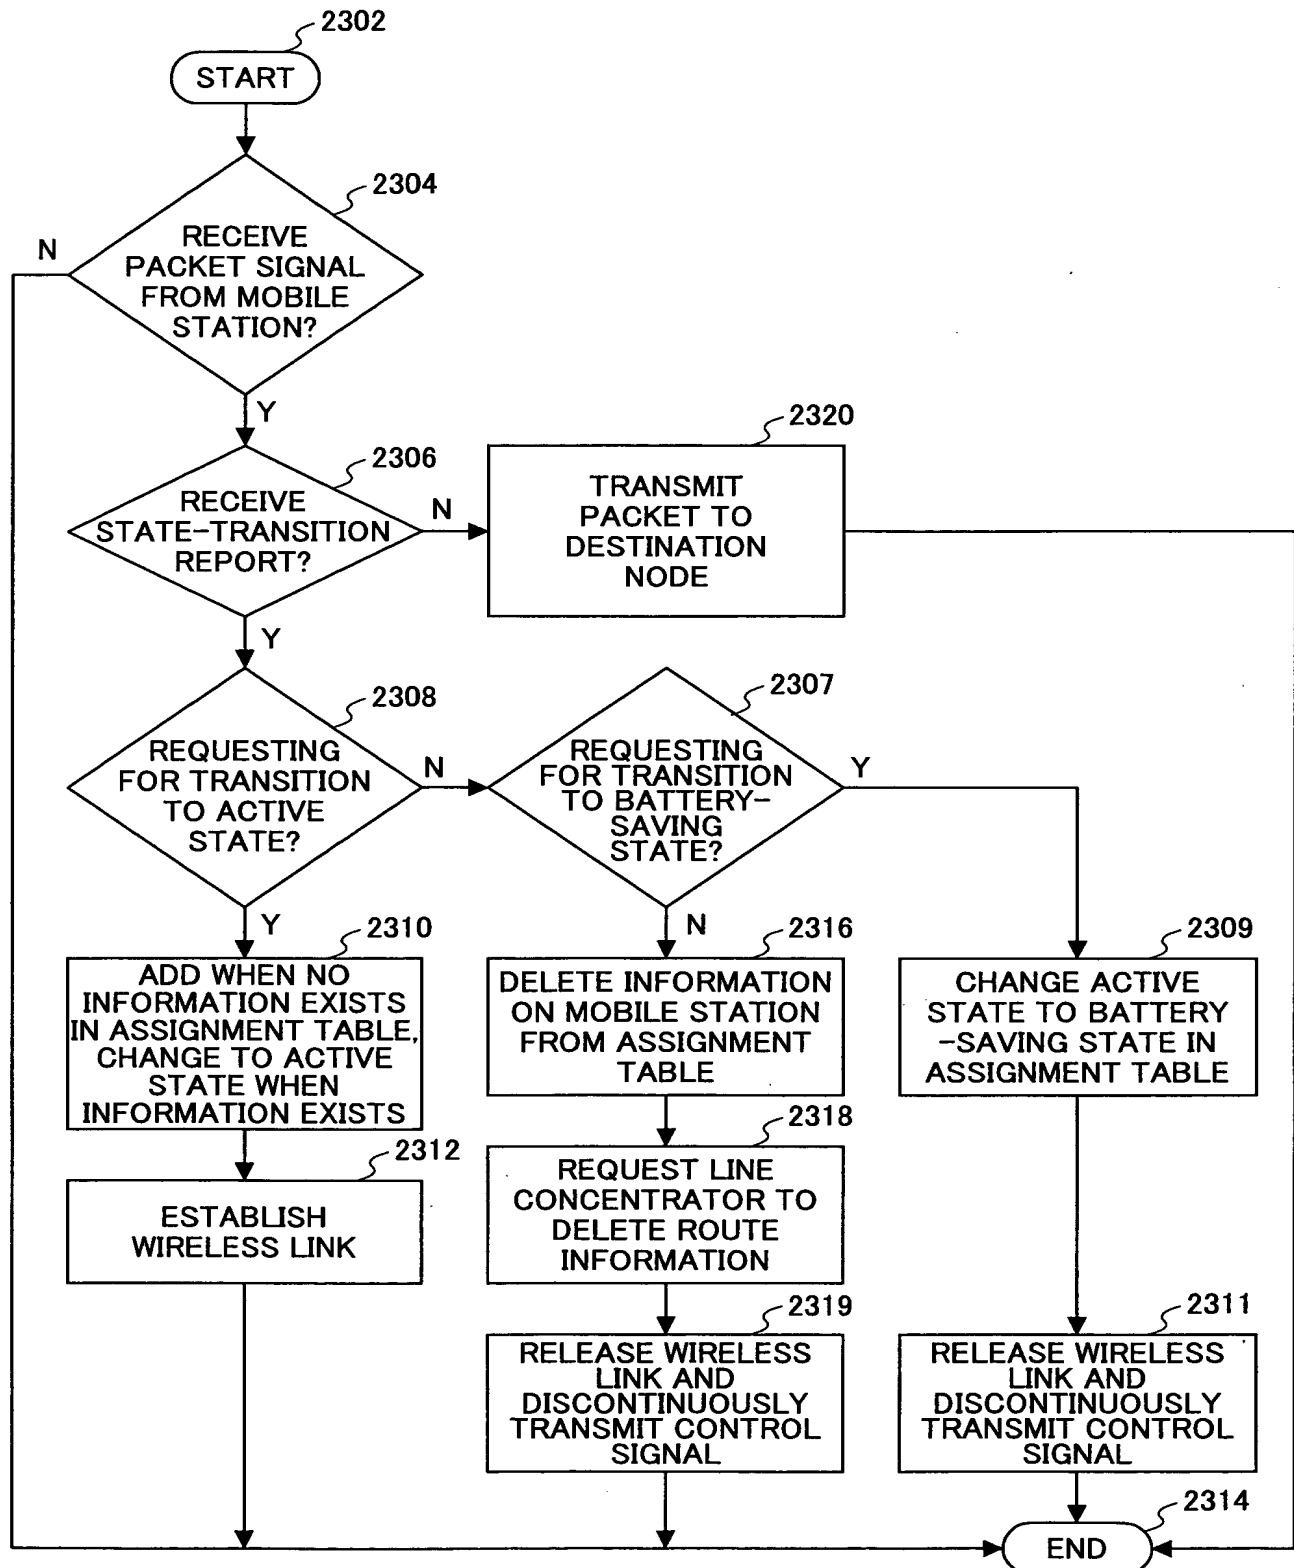 2302
START
2304
N
RECEIVE
PACKET SIGNAL
FROM MOBILE
STATION?
Y
2320
2306
RECEIVE
STATE-TRANSITION
REPORT?
N
TRANSMIT
PACKET TO
DESTINATION
NODE
Y
2308
REQUESTING
FOR TRANSITION
TO ACTIVE
STATE?
N
2307
REQUESTING
FOR TRANSITION
TO BATTERY-
SAVING
STATE?
Y
Y
2310
ADD WHEN NO
INFORMATION EXISTS
IN ASSIGNMENT TABLE,
CHANGE TO ACTIVE
STATE WHEN
INFORMATION EXISTS
N
2316
DELETE INFORMATION
ON MOBILE STATION
FROM ASSIGNMENT
TABLE
2309
CHANGE ACTIVE
STATE TO BATTERY
-SAVING STATE IN
ASSIGNMENT TABLE
2312
ESTABLISH
WIRELESS LINK
2318
REQUEST LINE
CONCENTRATOR TO
DELETE ROUTE
INFORMATION
2319
RELEASE WIRELESS
LINK AND
DISCONTINUOUSLY
TRANSMIT CONTROL
SIGNAL
2311
RELEASE WIRELESS
LINK AND
DISCONTINUOUSLY
TRANSMIT CONTROL
SIGNAL
2314
END